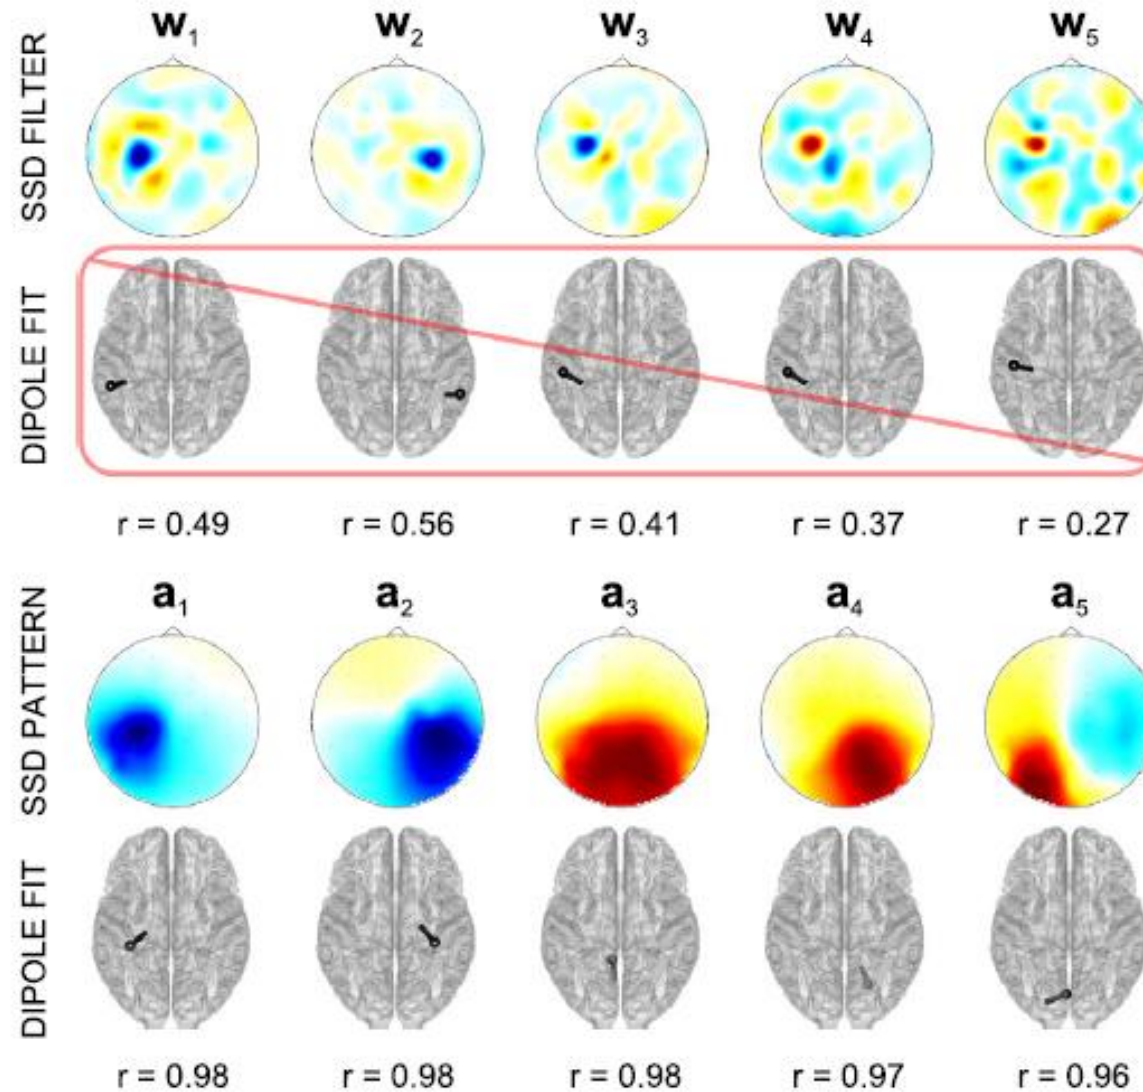 w1 w2 w3 w4 w5
SSD FILTER
DIPOLE FIT
r = 0.49 r = 0.56 r = 0.41 r = 0.37 r = 0.27
a1 a2 a3 a4 a5
SSD PATTERN
DIPOLE FIT
r = 0.98 r = 0.98 r = 0.98 r = 0.97 r = 0.96